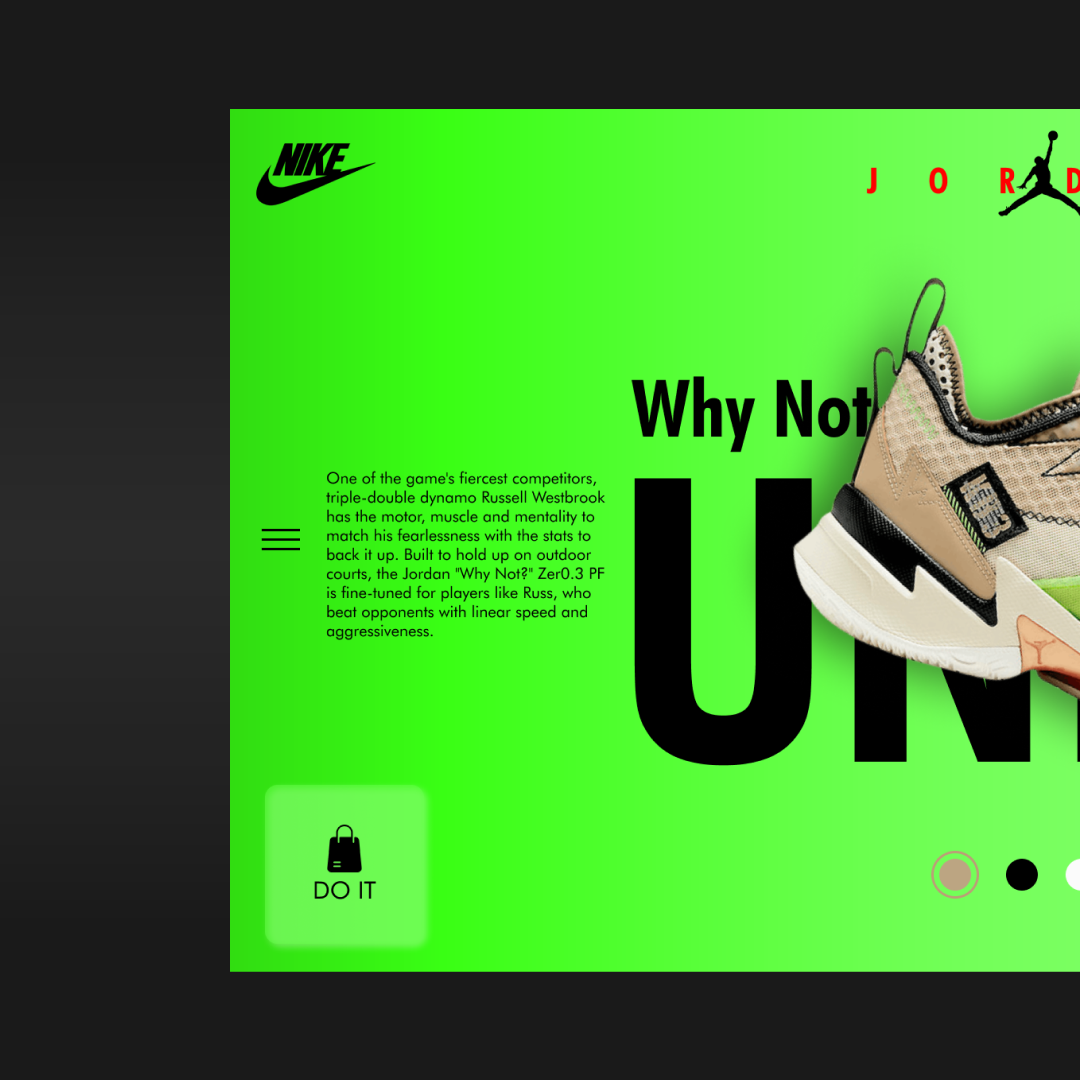 NIKE
J O R D
Why Not
UN
One of the game's fiercest competitors,
triple-double dynamo Russell Westbrook
has the motor, muscle and mentality to
match his fearlessness with the stats to
back it up. Built to hold up on outdoor
courts, the Jordan "Why Not?" Zer0.3 PF
is fine-tuned for players like Russ, who
beat opponents with linear speed and
aggressiveness.
DO IT